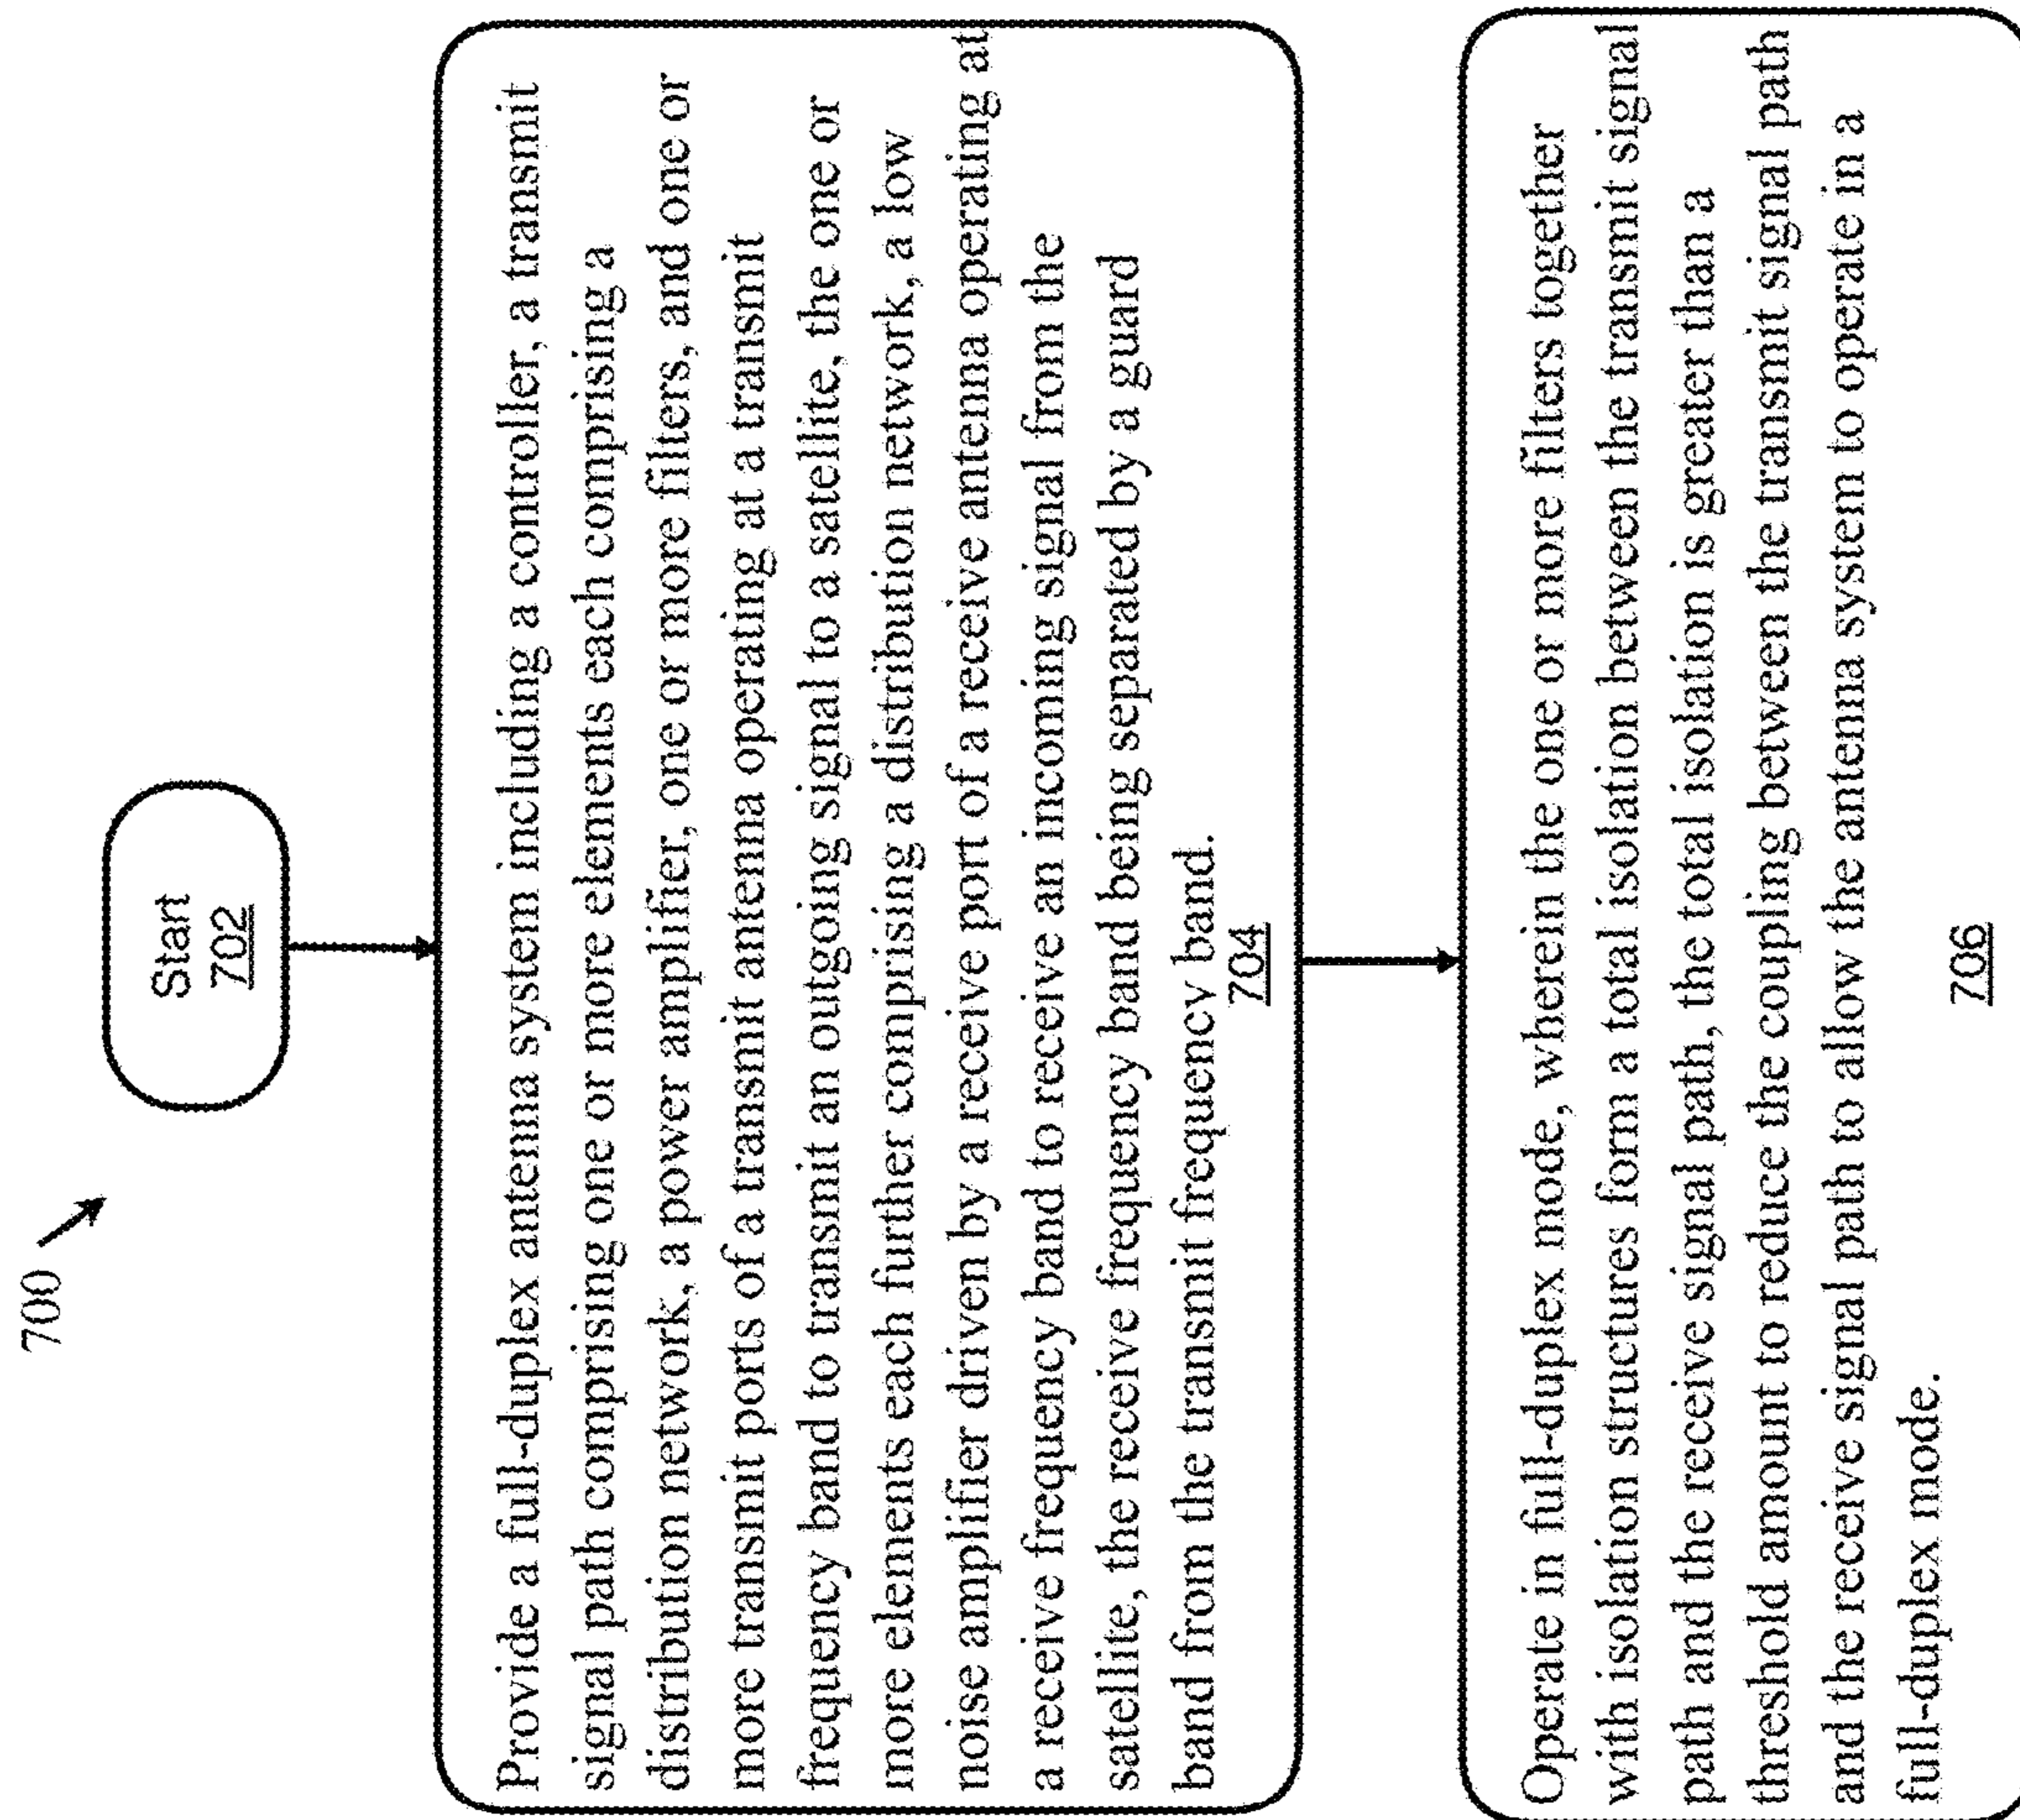 700
Start
702
Provide a full-duplex antenna system including a controller, a transmit
signal path comprising one or more elements each comprising a
distribution network, a power amplifier, one or more filters, and one or
more transmit ports of a transmit antenna operating at a transmit
frequency band to transmit an outgoing signal to a satellite, the one or
more elements each further comprising a distribution network, a low
noise amplifier driven by a receive port of a receive antenna operating at
a receive frequency band to receive an incoming signal from the
satellite, the receive frequency band being separated by a guard
band from the transmit frequency band.
704
Operate in full-duplex mode, wherein the one or more filters together
with isolation structures form a total isolation between the transmit signal
path and the receive signal path, the total isolation is greater than a
threshold amount to reduce the coupling between the transmit signal path
and the receive signal path to allow the antenna system to operate in a
full-duplex mode.
706